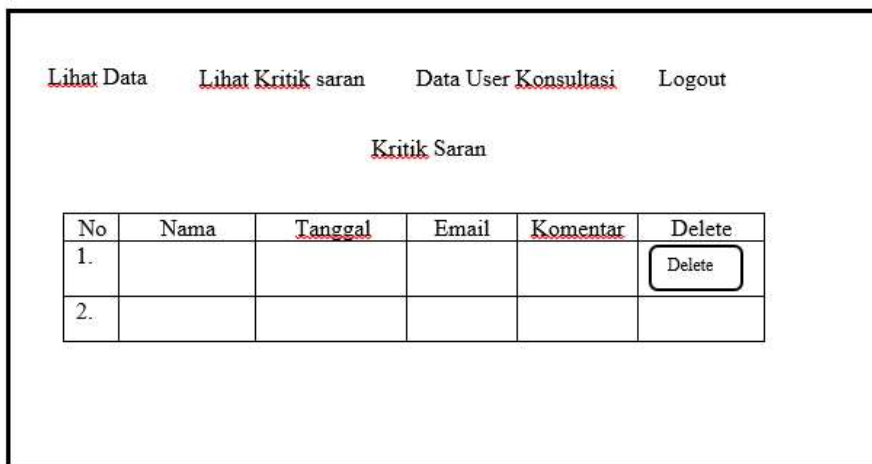 Lihat Data Lihat Kritik saran Data User Konsultasi Logout
Kritik Saran
No Nama Tanggal Email Komentar Delete
1. Delete
2.